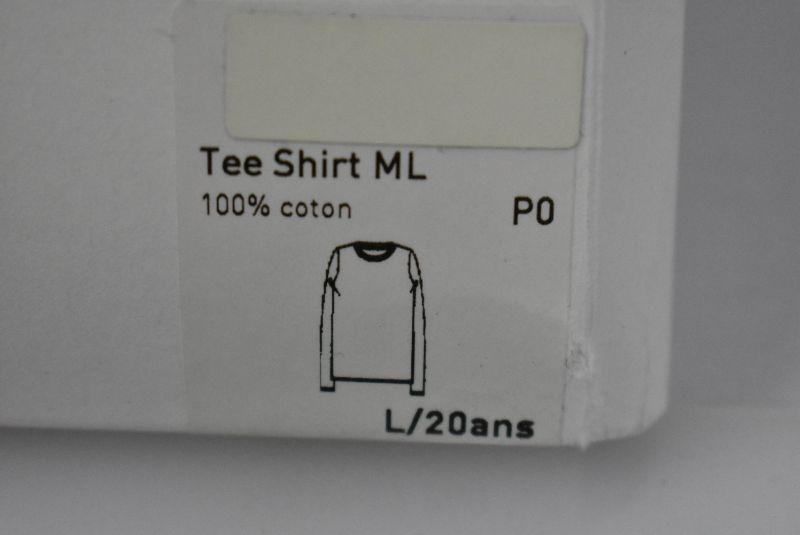 Tee Shirt ML
100% coton
P0
L/20ans